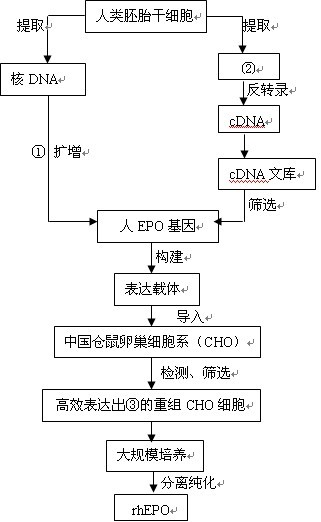 人类胚胎干细胞
提取
提取
核 DNA
②
反转录
cDNA
① 扩增
cDNA 文库
筛选
人 EPO 基因
构建
表达载体
导入
中国仓鼠卵巢细胞系（CHO）
检测、筛选
高效表达出③的重组 CHO 细胞
大规模培养
分离纯化
rhEPO